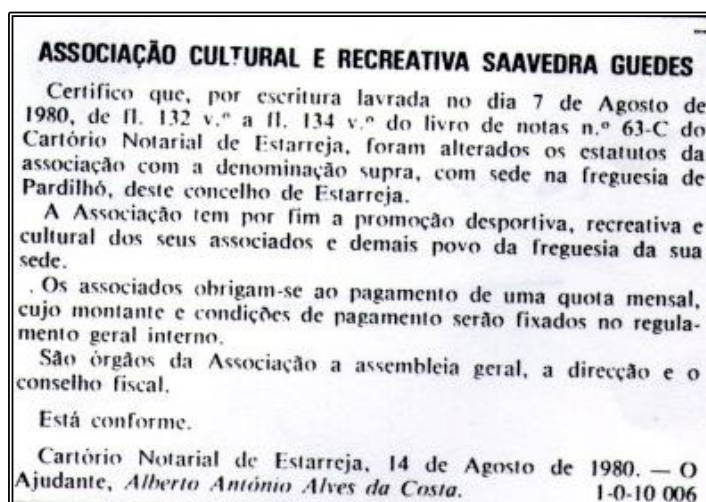 ASSOCIAÇÃO CULTURAL E RECREATIVA SAAVEDRA GUEDES
Certifico que, por escritura lavrada no dia 7 de Agosto de
1980, de fl. 132 v.º a fl. 134 v.º do livro de notas n.º 63-C do
Cartório Notarial de Estarreja, foram alterados os estatutos da
associação com a denominação supra, com sede na freguesia de
Pardilhó, deste concelho de Estarreja.
A Associação tem por fim a promoção desportiva, recreativa e
cultural dos seus associados e demais povo da freguesia da sua
sede.
. Os associados obrigam-se ao pagamento de uma quota mensal,
cujo montante e condições de pagamento serão fixados no regula-
mento geral interno.
São órgãos da Associação a assembleia geral, a direcção e o
conselho fiscal.
Está conforme.
Cartório Notarial de Estarreja, 14 de Agosto de 1980. — O
Ajudante, Alberto António Alves da Costa. 1-0-10 006